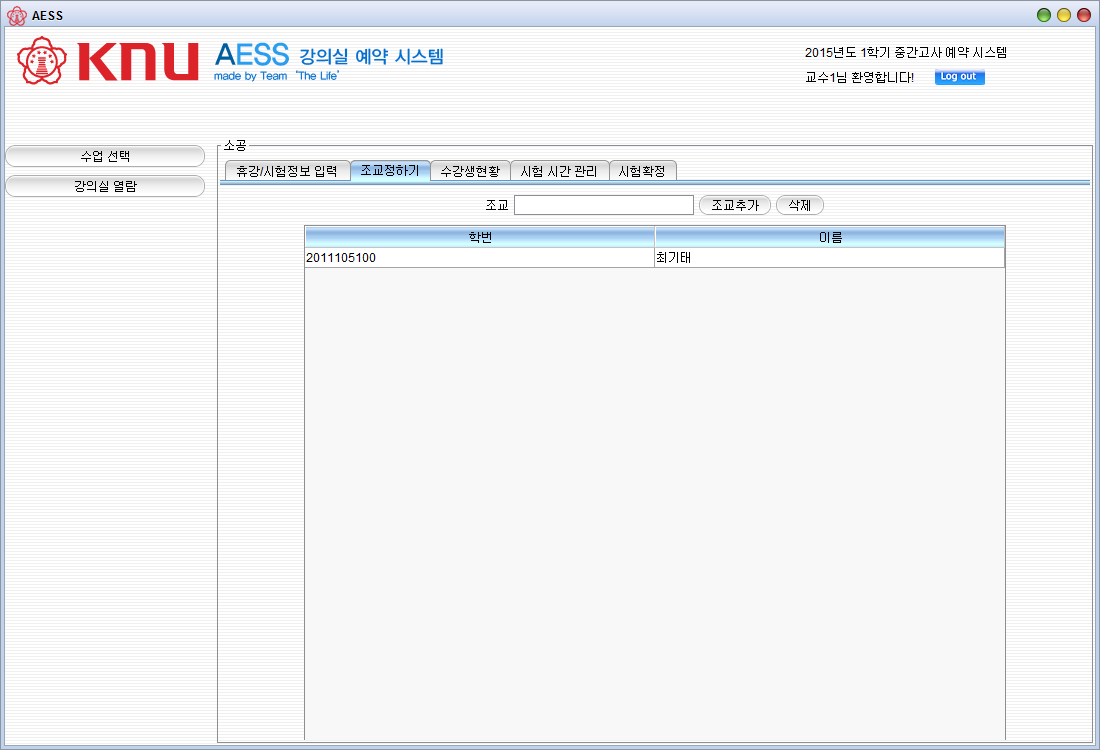 AESS
KNU AESS 강의실 예약 시스템
made by Team 'The Life'
2015년도 1학기 중간고사 예약 시스템
교수1님 환영합니다! Log out
수업 선택
강의실 열람
소공
휴강/시험정보 입력 조교정하기 수강생현황 시험 시간 관리 시험확정
조교 조교추가 삭제
학번 이름
2011105100 최기태